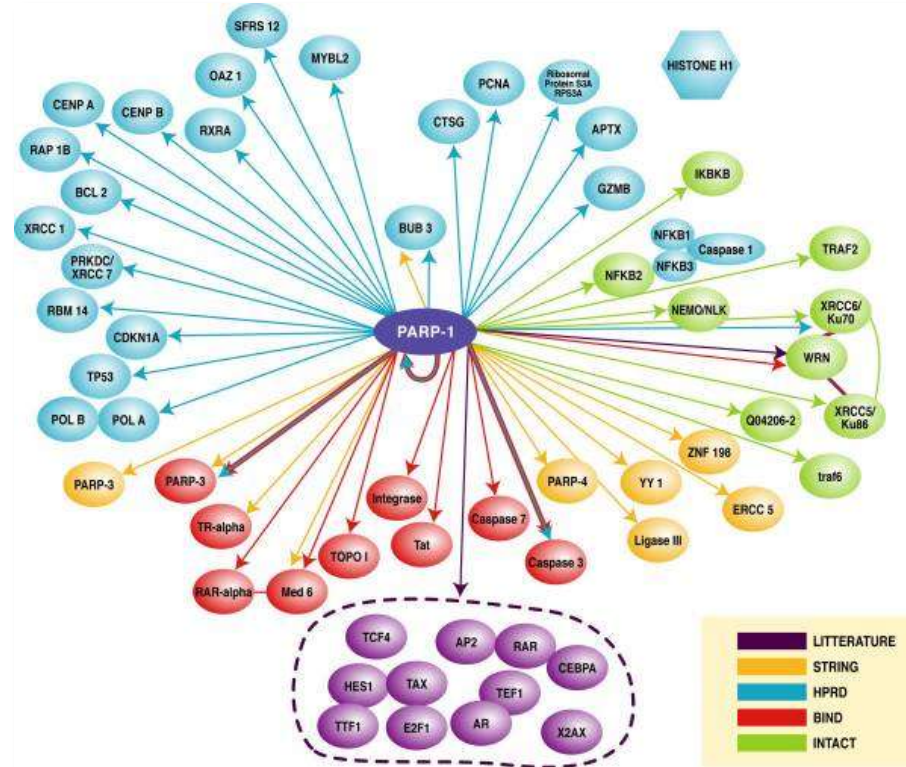 SFRS 12
MYBL2
OAZ 1
CENP A
CENP B
RXRA
RAP 1B
BCL 2
XRCC 1
PRKDC/
XRCC 7
RBM 14
CDKN1A
TP53
POL B
POL A
PCNA
Ribosomal
Protein S3A
RPS3A
CTSG
APTX
GZMB
BUB 3
HISTONE H1
IKBKB
NFKB1
Caspase 1
NFKB2
NFKB3
TRAF2
NEMO/NLK
XRCC6/
Ku70
PARP-1
WRN
XRCC5/
Ku86
Q04206-2
ZNF 198
traf6
PARP-3
PARP-3
Integrase
PARP-4
YY 1
ERCC 5
TR-alpha
Caspase 7
Ligase III
TOPO I
Tat
Caspase 3
RAR-alpha
Med 6
TCF4
AP2
RAR
CEBPA
HES1
TAX
TEF1
TTF1
E2F1
AR
X2AX
LITTERATURE
STRING
HPRD
BIND
INTACT